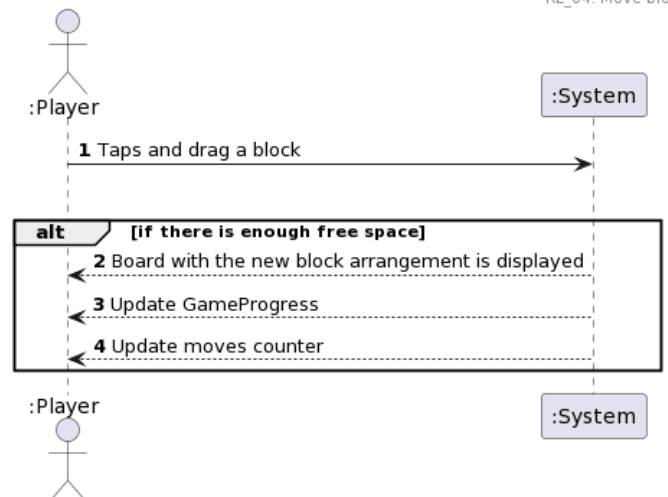 :Player
:System
1 Taps and drag a block
alt [if there is enough free space]
2 Board with the new block arrangement is displayed
3 Update GameProgress
4 Update moves counter
:Player
:System